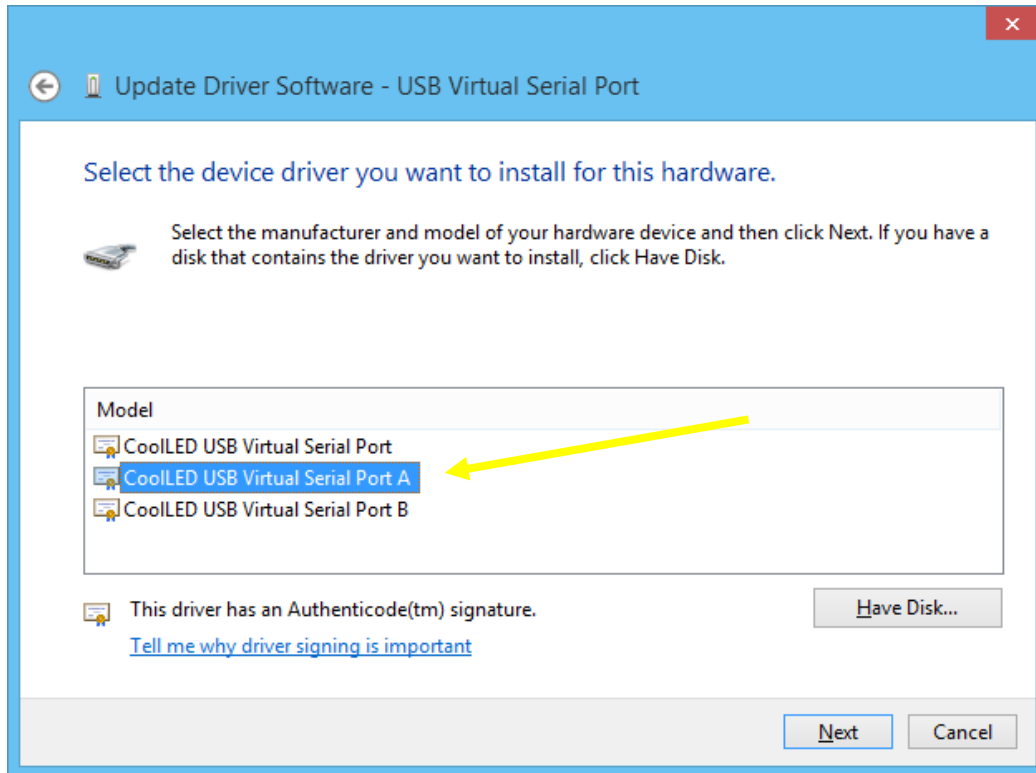 Update Driver Software - USB Virtual Serial Port
Select the device driver you want to install for this hardware.
Select the manufacturer and model of your hardware device and then click Next. If you have a
disk that contains the driver you want to install, click Have Disk.
Model
CoolLED USB Virtual Serial Port
CoolLED USB Virtual Serial Port A
CoolLED USB Virtual Serial Port B
This driver has an Authenticode(tm) signature.
Have Disk...
Tell me why driver signing is important
Next
Cancel